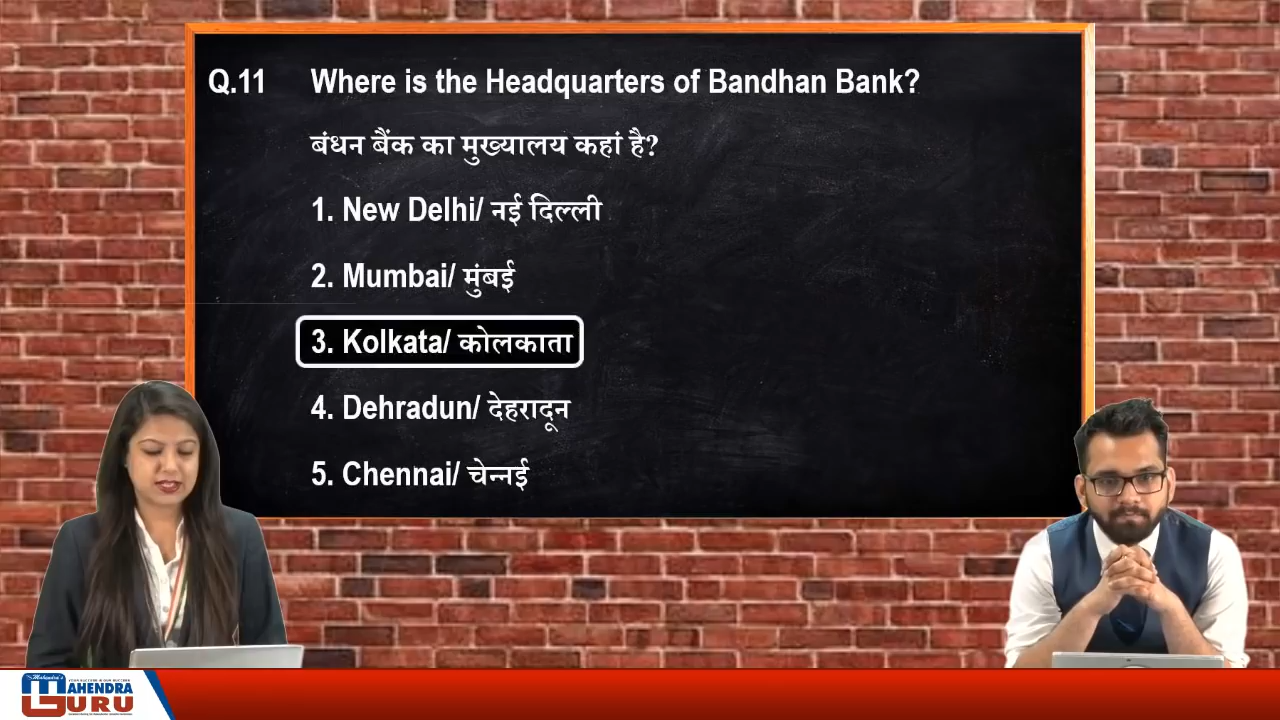 Q.11 Where is the Headquarters of Bandhan Bank?
बंधन बैंक का मुख्यालय कहां है?
1. New Delhi/ नई दिल्ली
2. Mumbai/ मुंबई
3. Kolkata/ कोलकाता
4. Dehradun/ देहरादून
5. Chennai/ चेन्नई
Mahendra's
MAHENDRA
GURU